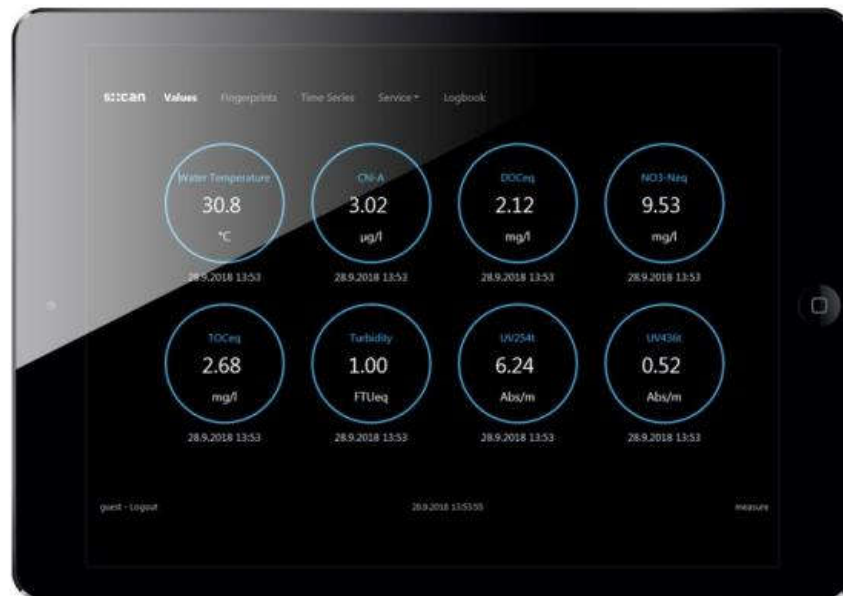 s::can Values Fingerprints Time Series Service Logbook
Water Temperature CHl-A DOCeq NO3-Neq
30.8 3.02 2.12 9.53
°C µg/l mg/l mg/l
28.9.2018 13:53 28.9.2018 13:53 28.9.2018 13:53 28.9.2018 13:53
TOCeq Turbidity UV254t UV436t
2.68 1.00 6.24 0.52
mg/l FTUeq Abs/m Abs/m
28.9.2018 13:53 28.9.2018 13:53 28.9.2018 13:53 28.9.2018 13:53
guest - Logout 28.9.2018 13:53:55 measure